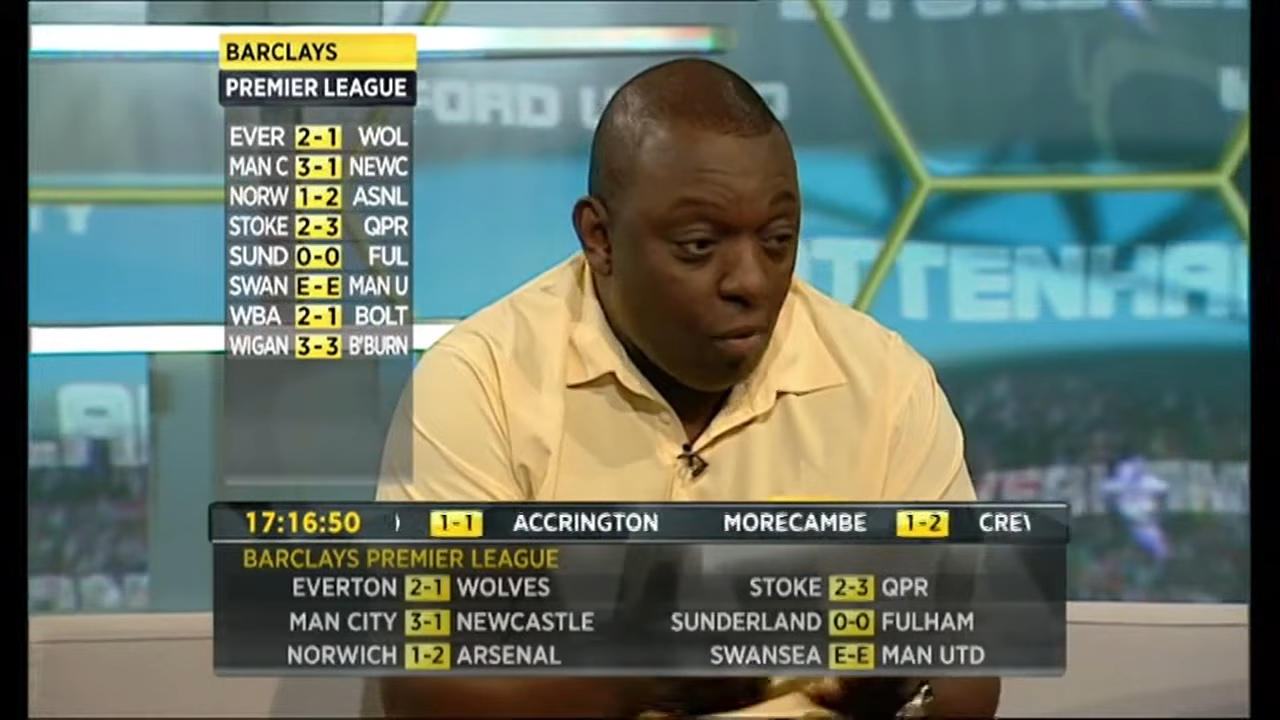 BARCLAYS
PREMIER LEAGUE
EVER 2-1 WOL
MAN C 3-1 NEWC
NORW 1-2 ASNL
STOKE 2-3 QPR
SUND 0-0 FUL
SWAN E-E MAN U
WBA 2-1 BOLT
WIGAN 3-3 B'BURN
FORD U
TTENHA
17:16:50 1-1 ACCRINGTON MORECAMBE 1-2 CREW
BARCLAYS PREMIER LEAGUE
EVERTON 2-1 WOLVES STOKE 2-3 QPR
MAN CITY 3-1 NEWCASTLE SUNDERLAND 0-0 FULHAM
NORWICH 1-2 ARSENAL SWANSEA E-E MAN UTD